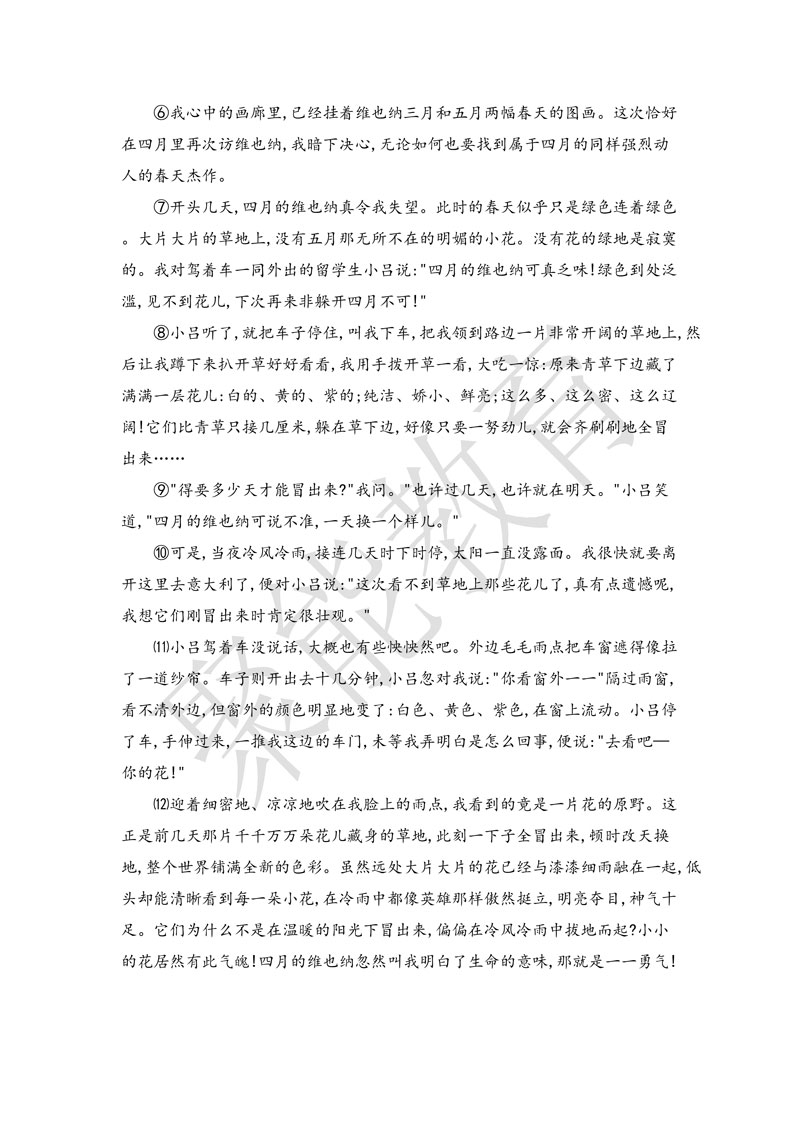 ⑥我心中的画廊里,已经挂着维也纳三月和五月两幅春天的图画。这次恰好
在四月里再次访维也纳,我暗下决心,无论如何也要找到属于四月的同样强烈动
人的春天杰作。
⑦开头几天,四月的维也纳真令我失望。此时的春天似乎只是绿色连着绿色
。大片大片的草地上,没有五月那无所不在的明媚的小花。没有花的绿地是寂寞
的。我对驾着车一同外出的留学生小吕说:"四月的维也纳可真乏味!绿色到处泛
滥,见不到花儿,下次再来非躲开四月不可!"
⑧小吕听了,就把车子停住,叫我下车,把我领到路边一片非常开阔的草地上,然
后让我蹲下来扒开草好好看看,我用手拨开草一看,大吃一惊:原来青草下边藏了
满满一层花儿:白的、黄的、紫的;纯洁、娇小、鲜亮;这么多、这么密、这么辽
阔!它们比青草只接几厘米,躲在草下边,好像只要一努劲儿,就会齐刷刷地全冒
出来……
⑨"得要多少天才能冒出来?"我问。"也许过几天,也许就在明天。"小吕笑
道,"四月的维也纳可说不准,一天换一个样儿。"
⑩可是,当夜冷风冷雨,接连几天时下时停,太阳一直没露面。我很快就要离
开这里去意大利了,便对小吕说:"这次看不到草地上那些花儿了,真有点遗憾呢,
我想它们刚冒出来时肯定很壮观。"
⑾小吕驾着车没说话,大概也有些怏怏然吧。外边毛毛雨点把车窗遮得像拉
了一道纱帘。车子则开出去十几分钟,小吕忽对我说:"你看窗外一一"隔过雨窗,
看不清外边,但窗外的颜色明显地变了:白色、黄色、紫色,在窗上流动。小吕停
了车,手伸过来,一推我这边的车门,未等我弄明白是怎么回事,便说:"去看吧—
你的花!"
⑿迎着细密地、凉凉地吹在我脸上的雨点,我看到的竟是一片花的原野。这
正是前几天那片千千万万朵花儿藏身的草地,此刻一下子全冒出来,顿时改天换
地,整个世界铺满全新的色彩。虽然远处大片大片的花已经与漆漆细雨融在一起,低
头却能清晰看到每一朵小花,在冷雨中都像英雄那样傲然挺立,明亮夺目,神气十
足。它们为什么不是在温暖的阳光下冒出来,偏偏在冷风冷雨中拔地而起?小小
的花居然有此气魄!四月的维也纳忽然叫我明白了生命的意味,那就是一一勇气!
聚能教育